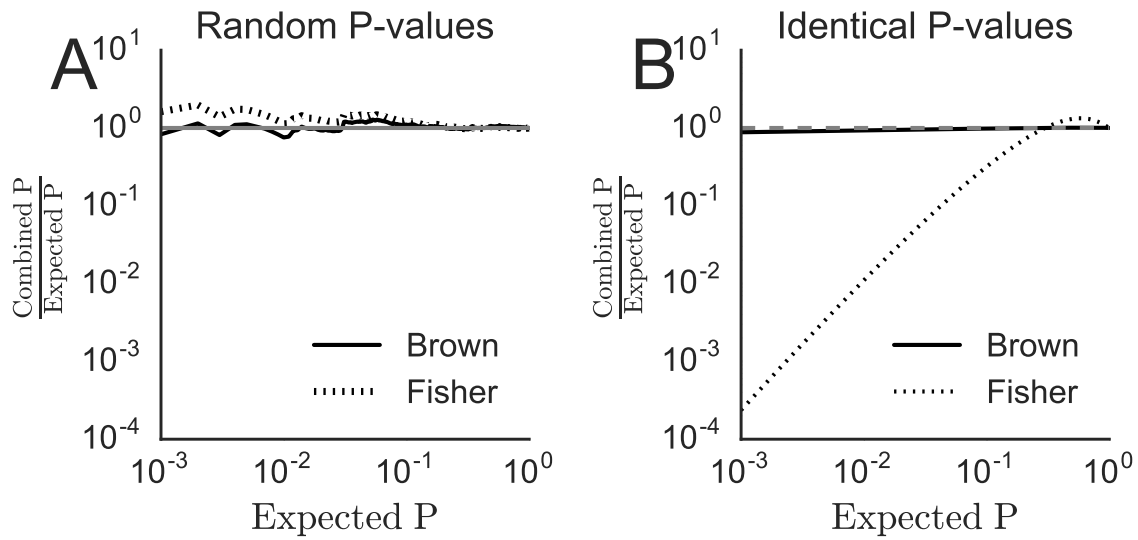 A
Random P-values
10^1
10^0
10^-1
10^-2
10^-3
10^-4
Combined P
Expected P
Brown
Fisher
10^-3 10^-2 10^-1 10^0
Expected P
B
Identical P-values
10^1
10^0
10^-1
10^-2
10^-3
10^-4
Combined P
Expected P
Brown
Fisher
10^-3 10^-2 10^-1 10^0
Expected P